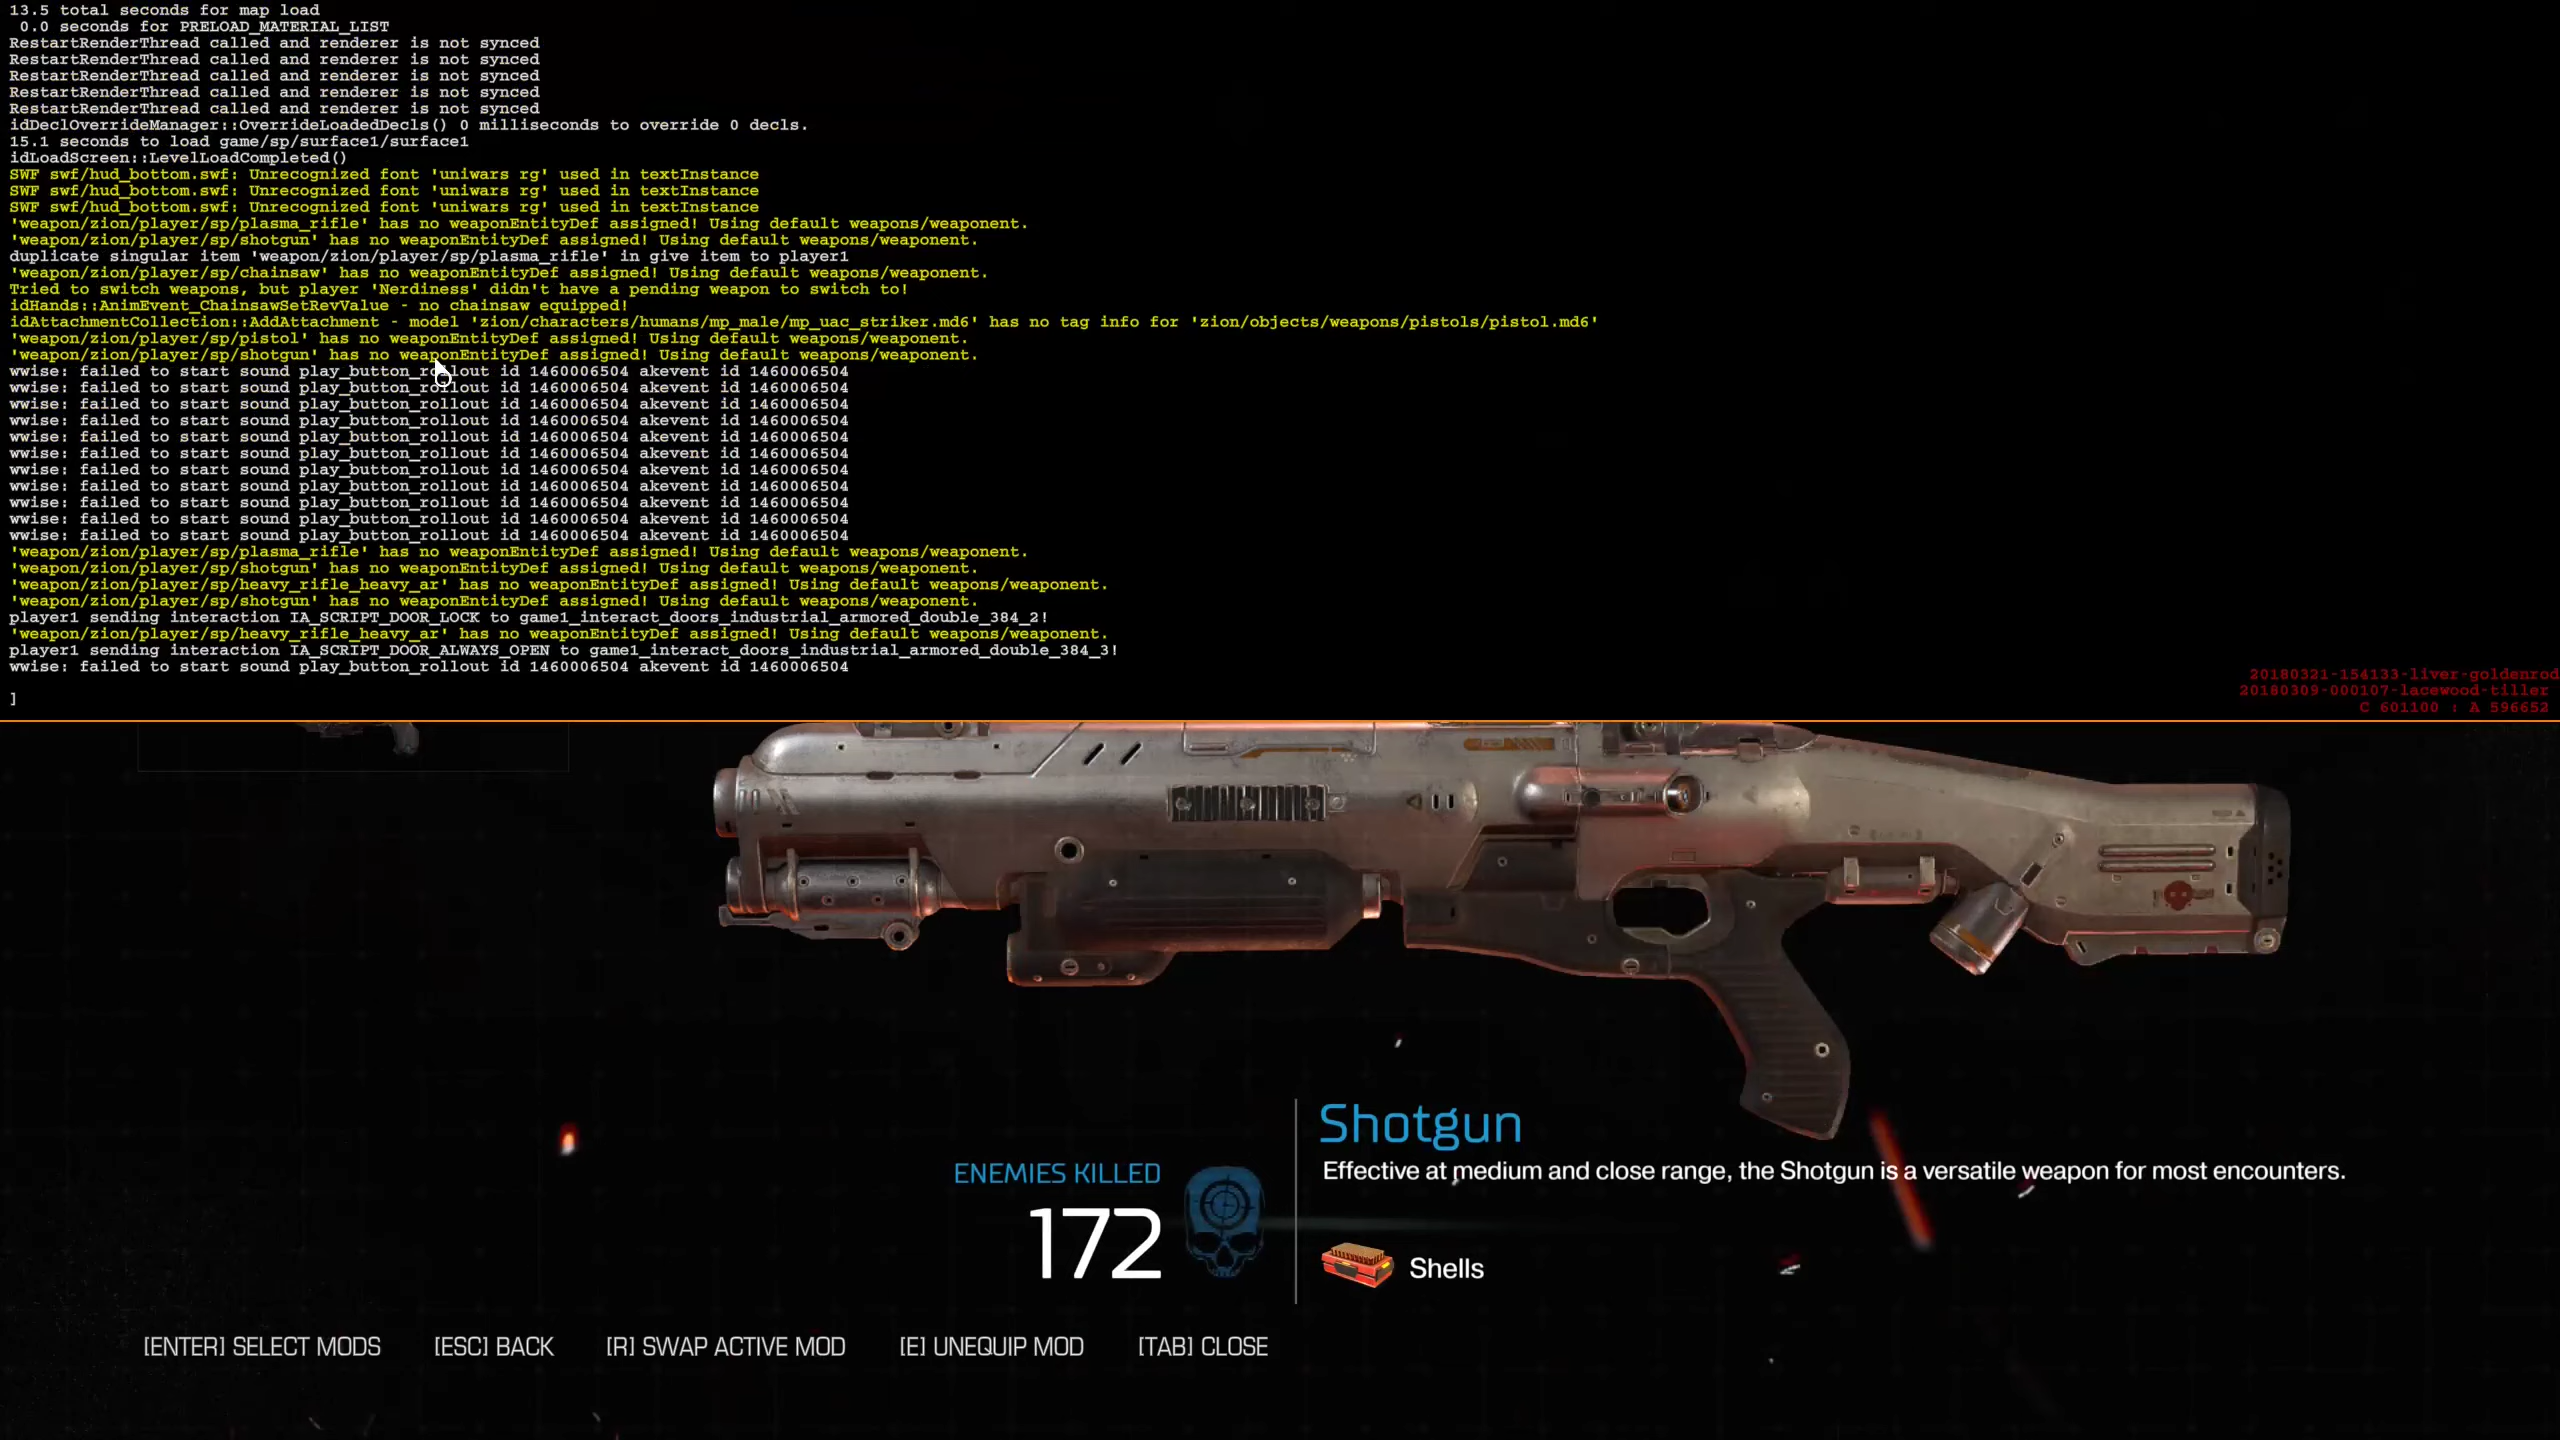 13.5 total seconds for map load
0.0 seconds for PRELOAD_MATERIAL_LIST
RestartRenderThread called and renderer is not synced
RestartRenderThread called and renderer is not synced
RestartRenderThread called and renderer is not synced
RestartRenderThread called and renderer is not synced
RestartRenderThread called and renderer is not synced
idDeclOverrideManager::OverrideLoadedDecls() 0 milliseconds to override 0 decls.
15.1 seconds to load game/sp/surface1/surface1
idLoadScreen::LevelLoadCompleted()
SWF swf/hud_bottom.swf: Unrecognized font 'uniwars rg' used in textInstance
SWF swf/hud_bottom.swf: Unrecognized font 'uniwars rg' used in textInstance
SWF swf/hud_bottom.swf: Unrecognized font 'uniwars rg' used in textInstance
'weapon/zion/player/sp/plasma_rifle' has no weaponEntityDef assigned! Using default weapons/weaponent.
'weapon/zion/player/sp/shotgun' has no weaponEntityDef assigned! Using default weapons/weaponent.
duplicate singular item 'weapon/zion/player/sp/plasma_rifle' in give item to player1
'weapon/zion/player/sp/chainsaw' has no weaponEntityDef assigned! Using default weapons/weaponent.
Tried to switch weapons, but player 'Nerdiness' didn't have a pending weapon to switch to!
idHands::AnimEvent_ChainsawSetRevValue - no chainsaw equipped!
idAttachmentCollection::AddAttachment - model 'zion/characters/humans/mp_male/mp_uac_striker.md6' has no tag info for 'zion/objects/weapons/pistols/pistol.md6'
'weapon/zion/player/sp/pistol' has no weaponEntityDef assigned! Using default weapons/weaponent.
'weapon/zion/player/sp/shotgun' has no weaponEntityDef assigned! Using default weapons/weaponent.
wwise: failed to start sound play_button_rollout id 1460006504 akevent id 1460006504
wwise: failed to start sound play_button_rollout id 1460006504 akevent id 1460006504
wwise: failed to start sound play_button_rollout id 1460006504 akevent id 1460006504
wwise: failed to start sound play_button_rollout id 1460006504 akevent id 1460006504
wwise: failed to start sound play_button_rollout id 1460006504 akevent id 1460006504
wwise: failed to start sound play_button_rollout id 1460006504 akevent id 1460006504
wwise: failed to start sound play_button_rollout id 1460006504 akevent id 1460006504
wwise: failed to start sound play_button_rollout id 1460006504 akevent id 1460006504
wwise: failed to start sound play_button_rollout id 1460006504 akevent id 1460006504
wwise: failed to start sound play_button_rollout id 1460006504 akevent id 1460006504
wwise: failed to start sound play_button_rollout id 1460006504 akevent id 1460006504
'weapon/zion/player/sp/plasma_rifle' has no weaponEntityDef assigned! Using default weapons/weaponent.
'weapon/zion/player/sp/shotgun' has no weaponEntityDef assigned! Using default weapons/weaponent.
'weapon/zion/player/sp/heavy_rifle_heavy_ar' has no weaponEntityDef assigned! Using default weapons/weaponent.
'weapon/zion/player/sp/shotgun' has no weaponEntityDef assigned! Using default weapons/weaponent.
player1 sending interaction IA_SCRIPT_DOOR_LOCK to game1_interact_doors_industrial_armored_double_384_2!
'weapon/zion/player/sp/heavy_rifle_heavy_ar' has no weaponEntityDef assigned! Using default weapons/weaponent.
player1 sending interaction IA_SCRIPT_DOOR_ALWAYS_OPEN to game1_interact_doors_industrial_armored_double_384_3!
wwise: failed to start sound play_button_rollout id 1460006504 akevent id 1460006504
20180321-154133-liver-goldenrod
20180309-000107-lacewood-tiller
]
C 601100 : A 596652
Shotgun
Effective at medium and close range, the Shotgun is a versatile weapon for most encounters.
ENEMIES KILLED
172
Shells
[ENTER] SELECT MODS [ESC] BACK [R] SWAP ACTIVE MOD [E] UNEQUIP MOD [TAB] CLOSE